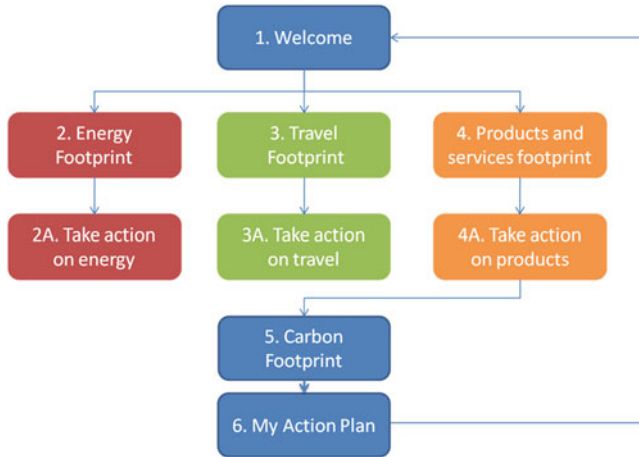 1. Welcome
2. Energy
Footprint
3. Travel
Footprint
4. Products and
services footprint
2A. Take action
on energy
3A. Take action
on travel
4A. Take action
on products
5. Carbon
Footprint
6. My Action Plan